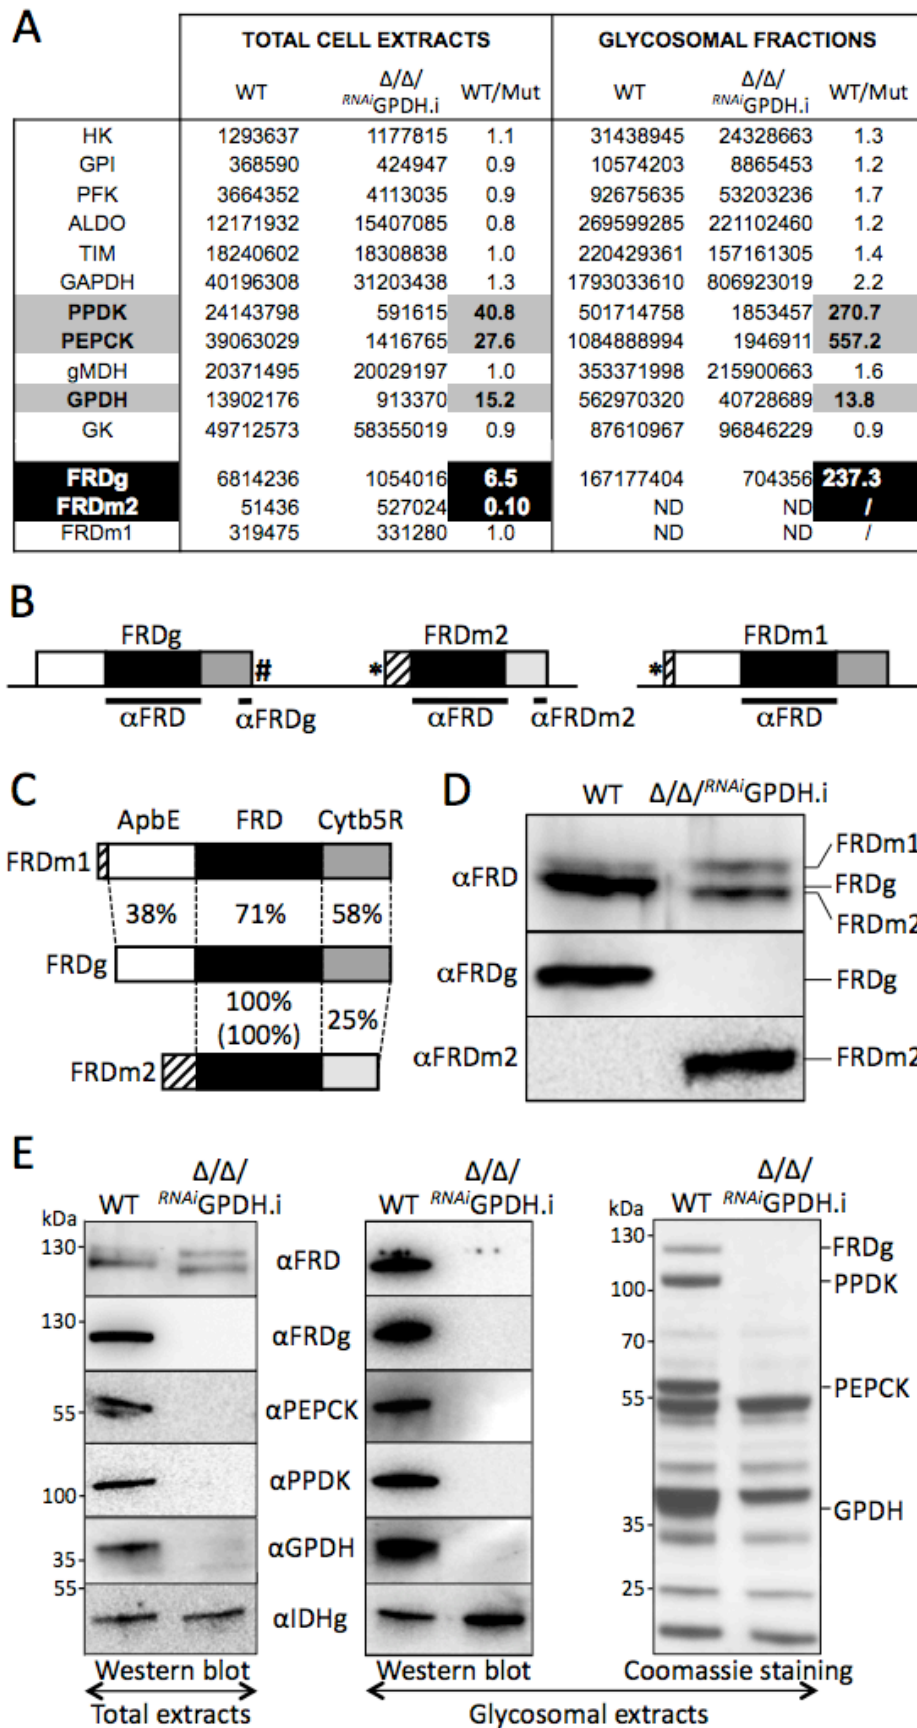 A
TOTAL CELL EXTRACTS GLYCOSOMAL FRACTIONS
WT Δ/Δ/RNAiGPDH.i WT/Mut WT Δ/Δ/RNAiGPDH.i WT/Mut
HK 1293637 1177815 1.1 31438945 24328663 1.3
GPI 368590 424947 0.9 10574203 8865453 1.2
PFK 3664352 4113035 0.9 92675635 53203236 1.7
ALDO 12171932 15407085 0.8 269599285 221102460 1.2
TIM 18240602 18308838 1.0 220429361 157161305 1.4
GAPDH 40196308 31203438 1.3 1793033610 806923019 2.2
PPDK 24143798 591615 40.8 501714758 1853457 270.7
PEPCK 39063029 1416765 27.6 1084888994 1946911 557.2
gMDH 20371495 20029197 1.0 353371998 215900663 1.6
GPDH 13902176 913370 15.2 562970320 40728689 13.8
GK 49712573 58355019 0.9 87610967 96846229 0.9
FRDg 6814236 1054016 6.5 167177404 704356 237.3
FRDm2 51436 527024 0.10 ND ND /
FRDm1 319475 331280 1.0 ND ND /
B
FRDg FRDm2 FRDm1
# * *
αFRD αFRDg αFRD αFRDm2 αFRD
C
ApbE FRD Cytb5R
FRDm1
38% 71% 58%
FRDg
100%
(100%) 25%
FRDm2
D
WT Δ/Δ/RNAiGPDH.i
αFRD FRDm1
FRDg
FRDm2
αFRDg FRDg
αFRDm2 FRDm2
E
kDa WT Δ/Δ/RNAiGPDH.i
130
130
55
100
35
55
αFRD
αFRDg
αPEPCK
αPPDK
αGPDH
αIDHg
Western blot
Total extracts
WT Δ/Δ/RNAiGPDH.i
Western blot
kDa WT Δ/Δ/RNAiGPDH.i
130
100
70
55
35
25
FRDg
PPDK
PEPCK
GPDH
Coomassie staining
Glycosomal extracts